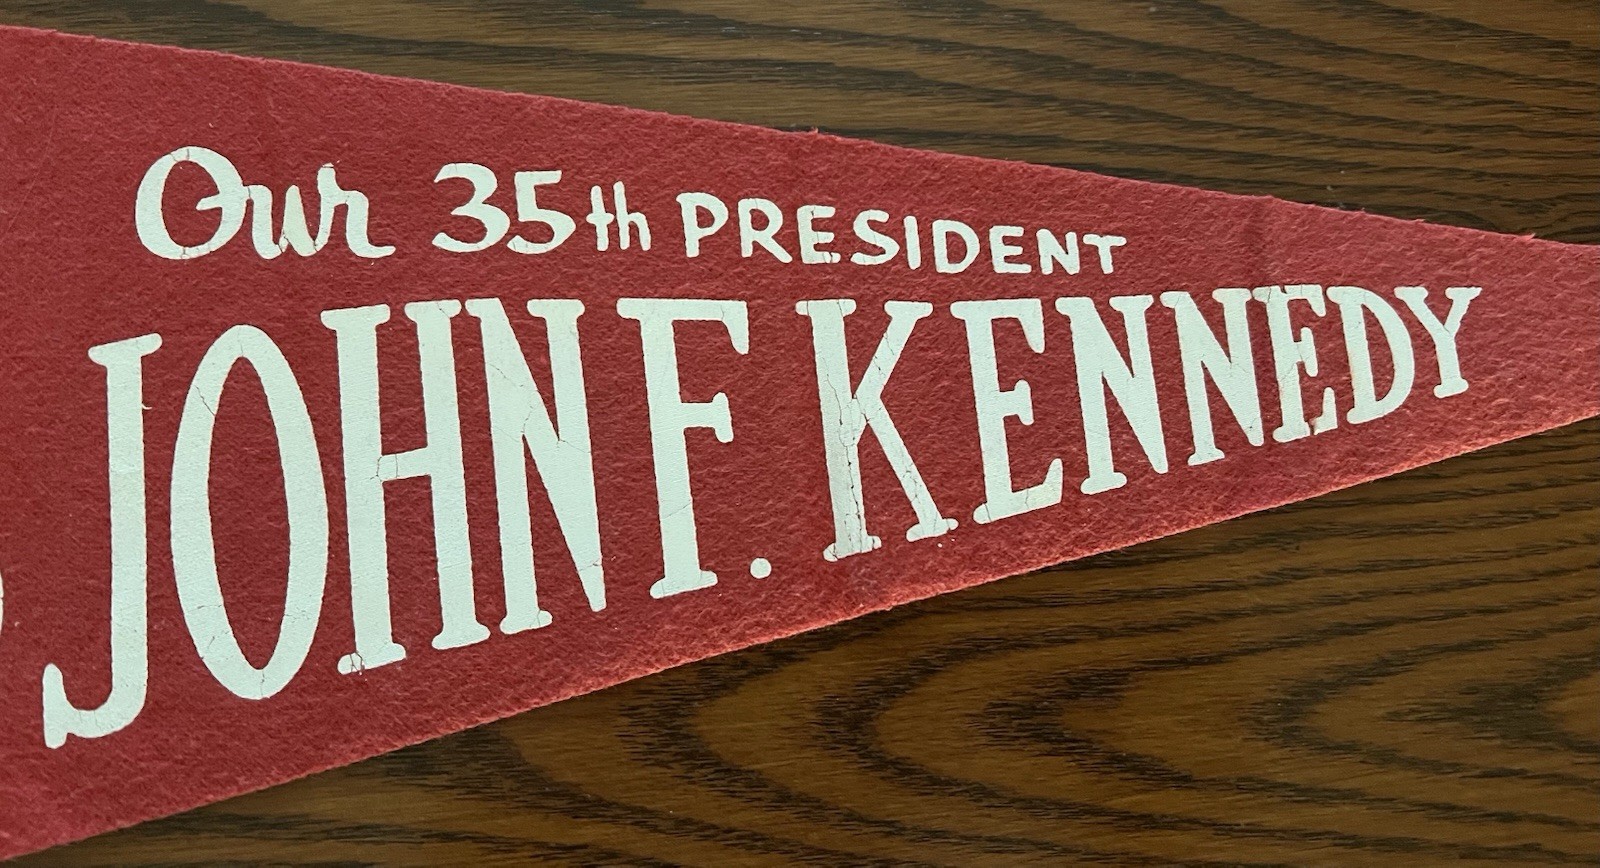 Our 35th PRESIDENT
JOHN F. KENNEDY